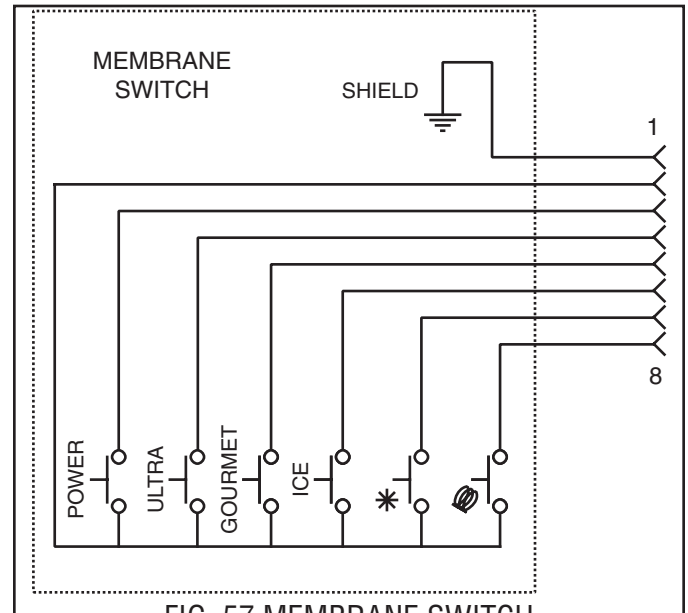 MEMBRANE
SWITCH
SHIELD
1
8
POWER
ULTRA
GOURMET
ICE
FIG. 57 MEMBRANE SWITCH